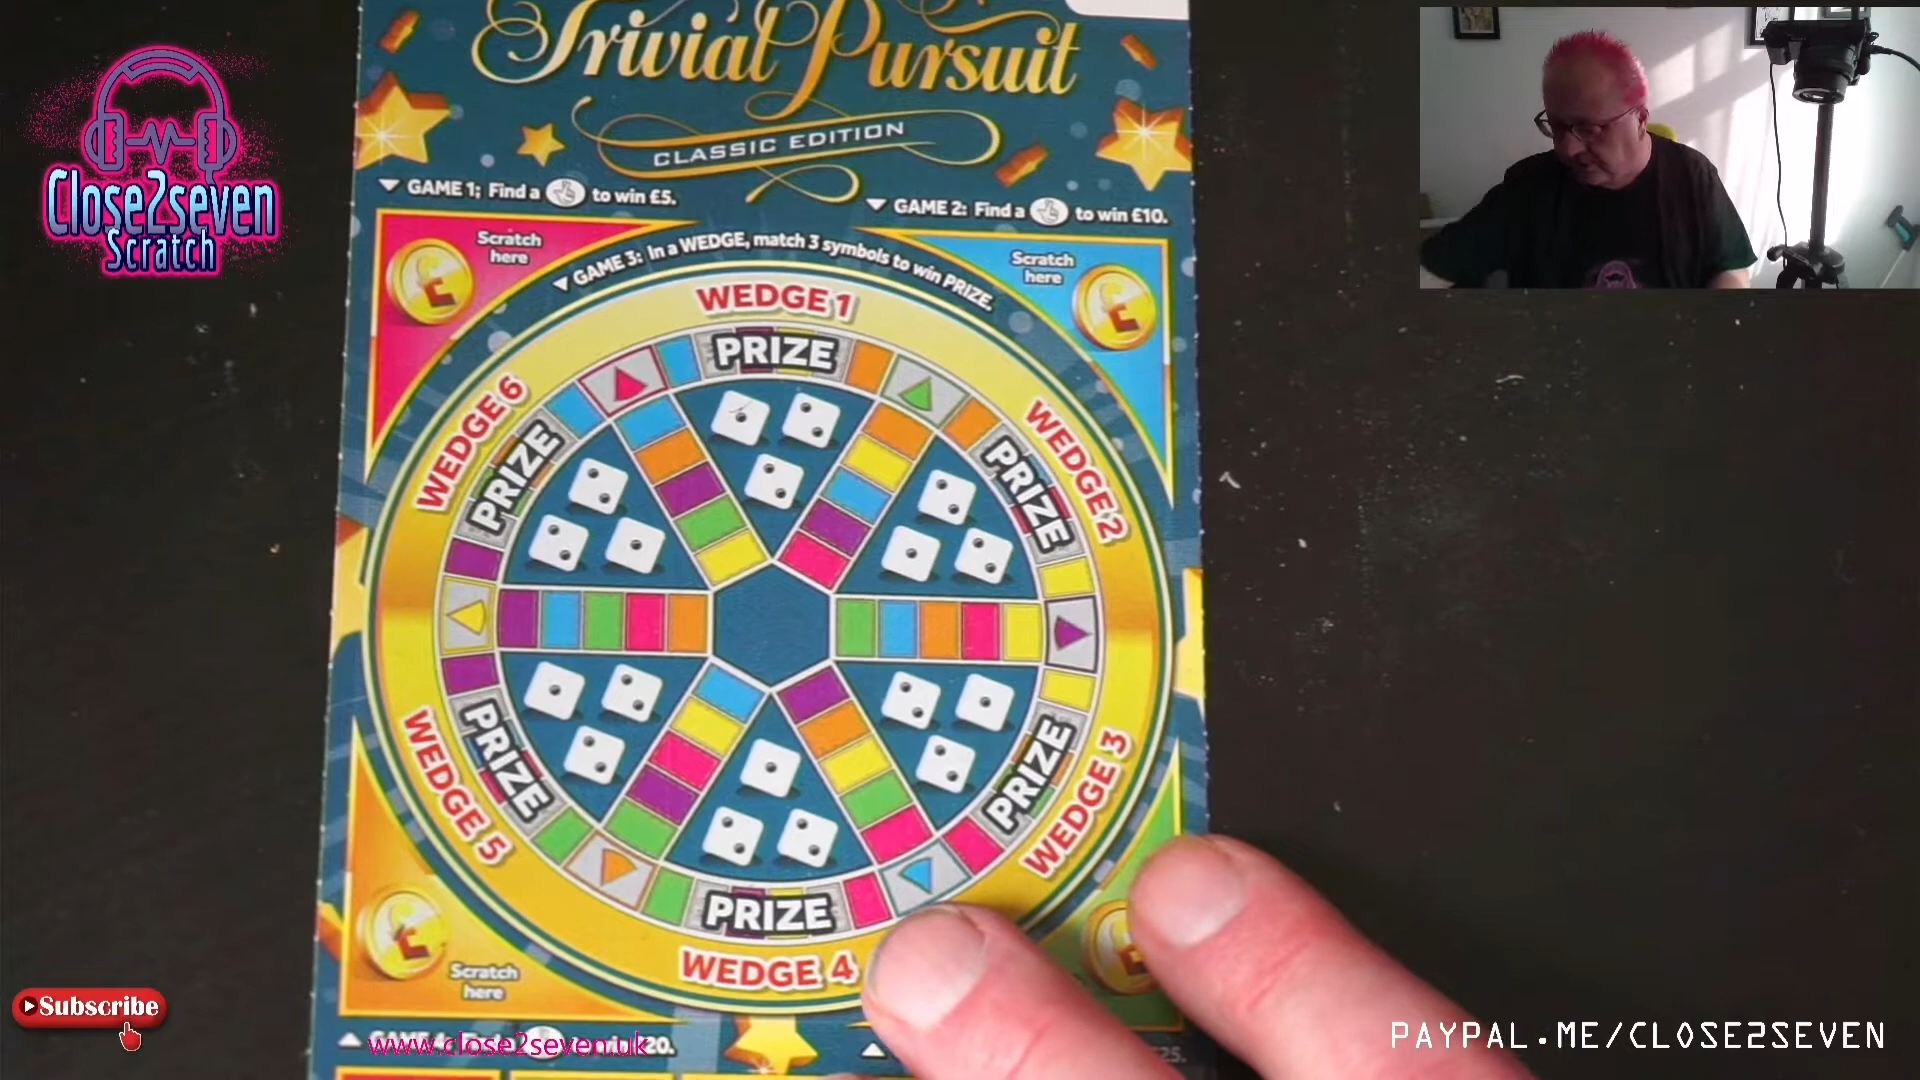 Trivial Pursuit
CLASSIC EDITION
GAME 1: Find a to win £5.
GAME 2: Find a to win £10.
Scratch
here
GAME 3: In a WEDGE, match 3 symbols to win PRIZE.
Scratch
here
WEDGE 1
PRIZE
WEDGE 6
PRIZE
WEDGE 2
PRIZE
WEDGE 5
PRIZE
WEDGE 3
PRIZE
PRIZE
WEDGE 4
Scratch
here
20.
£25.
Close2seven
Scratch
Subscribe
www.close2seven.uk
PAYPAL.ME/CLOSE2SEVEN